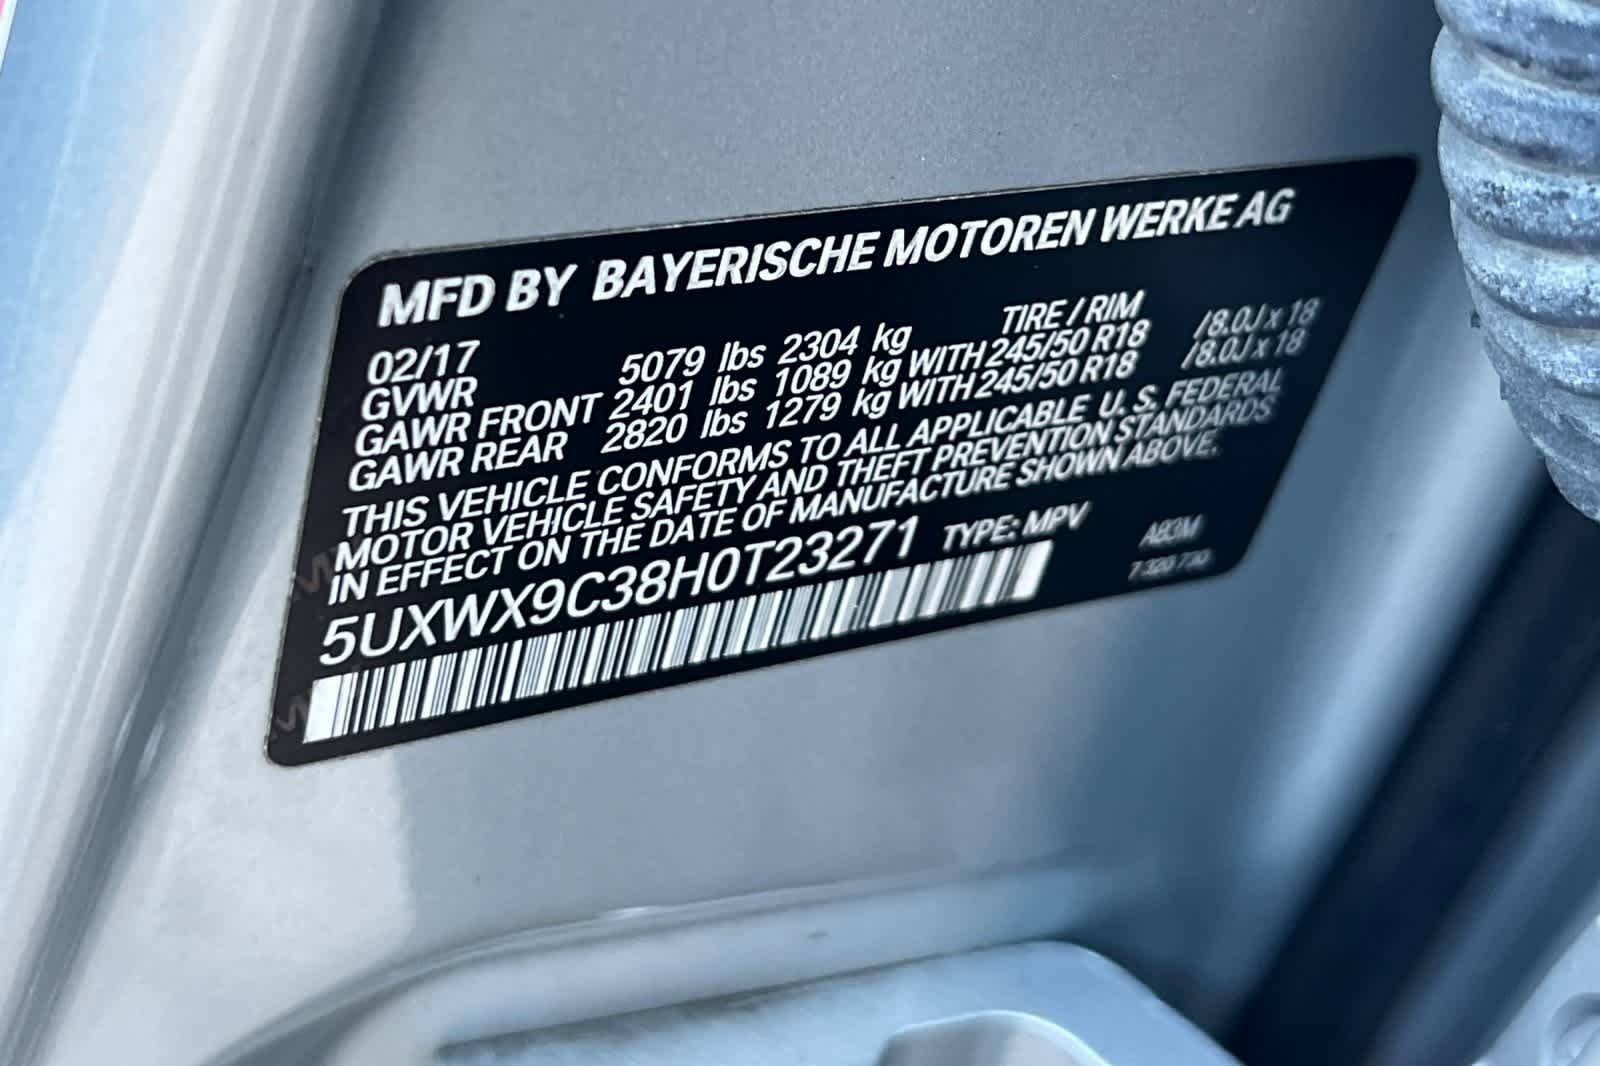 MFD BY BAYERISCHE MOTOREN WERKE AG
02/17 TIRE / RIM
GVWR 5079 lbs 2304 kg
GAWR FRONT 2401 lbs 1089 kg WITH 245/50 R18 /8.0J x 18
GAWR REAR 2820 lbs 1279 kg WITH 245/50 R18 /8.0J x 18
THIS VEHICLE CONFORMS TO ALL APPLICABLE U. S. FEDERAL
MOTOR VEHICLE SAFETY AND THEFT PREVENTION STANDARDS
IN EFFECT ON THE DATE OF MANUFACTURE SHOWN ABOVE.
5UXWX9C38H0T23271 TYPE: MPV
A83M
7 320 730